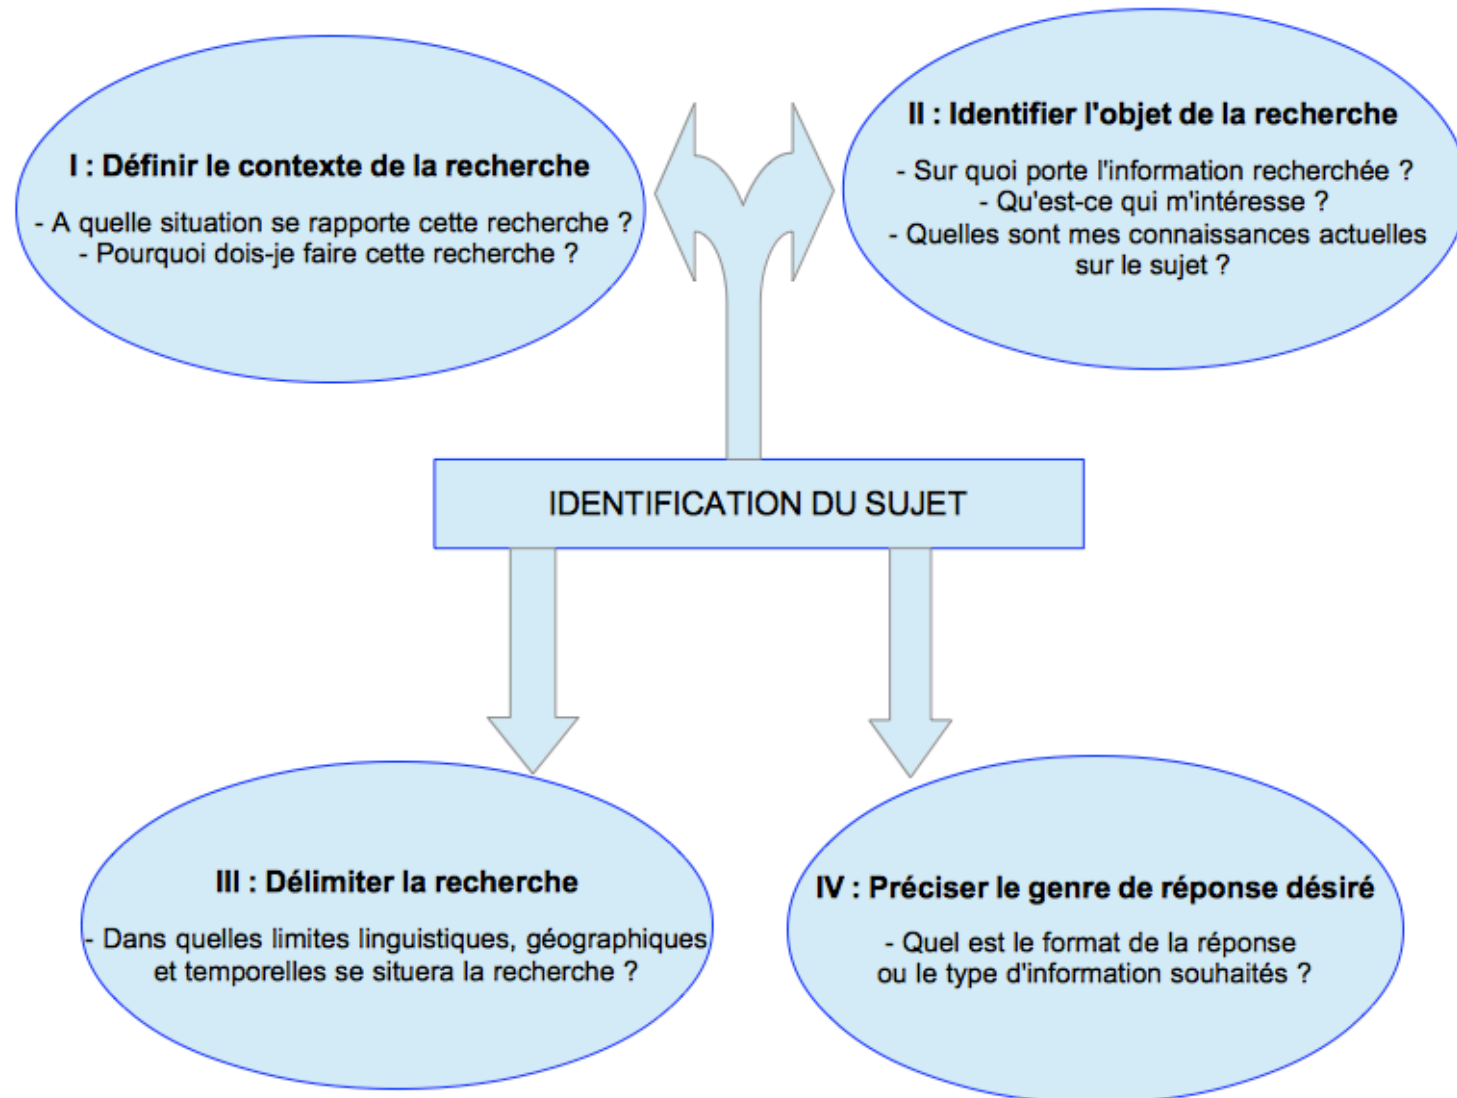 I : Définir le contexte de la recherche
- A quelle situation se rapporte cette recherche ?
- Pourquoi dois-je faire cette recherche ?
II : Identifier l'objet de la recherche
- Sur quoi porte l'information recherchée ?
- Qu'est-ce qui m'intéresse ?
- Quelles sont mes connaissances actuelles
sur le sujet ?
IDENTIFICATION DU SUJET
III : Délimiter la recherche
- Dans quelles limites linguistiques, géographiques
et temporelles se situera la recherche ?
IV : Préciser le genre de réponse désiré
- Quel est le format de la réponse
ou le type d'information souhaités ?